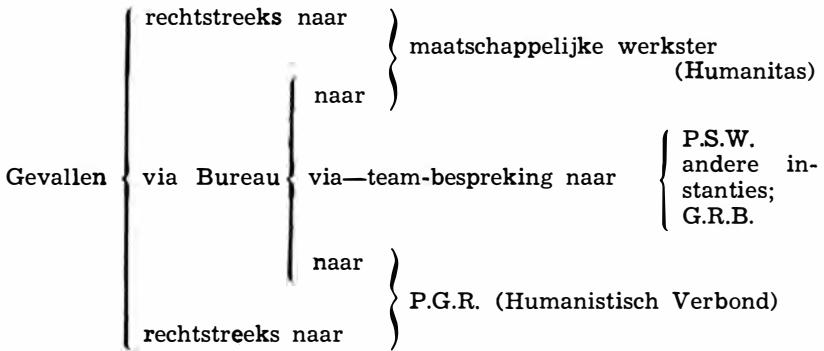 rechtstreeks naar
maatschappelijke werkster
(Humanitas)
naar
Gevallen via Bureau via—team-bespreking naar
P.S.W.
andere in-
stanties;
G.R.B.
naar
P.G.R. (Humanistisch Verbond)
rechtstreeks naar